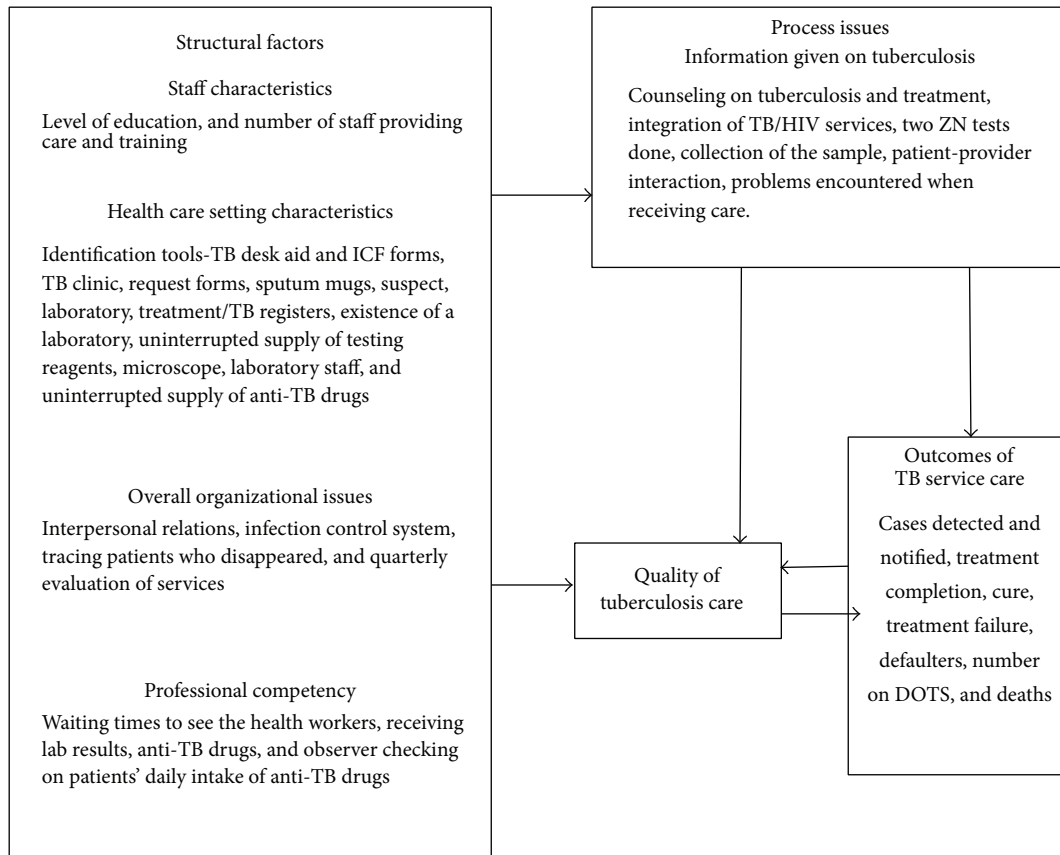 Structural factors
Staff characteristics
Level of education, and number of staff providing
care and training
Health care setting characteristics
Identification tools-TB desk aid and ICF forms,
TB clinic, request forms, sputum mugs, suspect,
laboratory, treatment/TB registers, existence of a
laboratory, uninterrupted supply of testing
reagents, microscope, laboratory staff, and
uninterrupted supply of anti-TB drugs
Overall organizational issues
Interpersonal relations, infection control system,
tracing patients who disappeared, and quarterly
evaluation of services
Professional competency
Waiting times to see the health workers, receiving
lab results, anti-TB drugs, and observer checking
on patients’ daily intake of anti-TB drugs
Process issues
Information given on tuberculosis
Counseling on tuberculosis and treatment,
integration of TB/HIV services, two ZN tests
done, collection of the sample, patient-provider
interaction, problems encountered when
receiving care.
Quality of
tuberculosis care
Outcomes of
TB service care
Cases detected and
notified, treatment
completion, cure,
treatment failure,
defaulters, number
on DOTS, and deaths